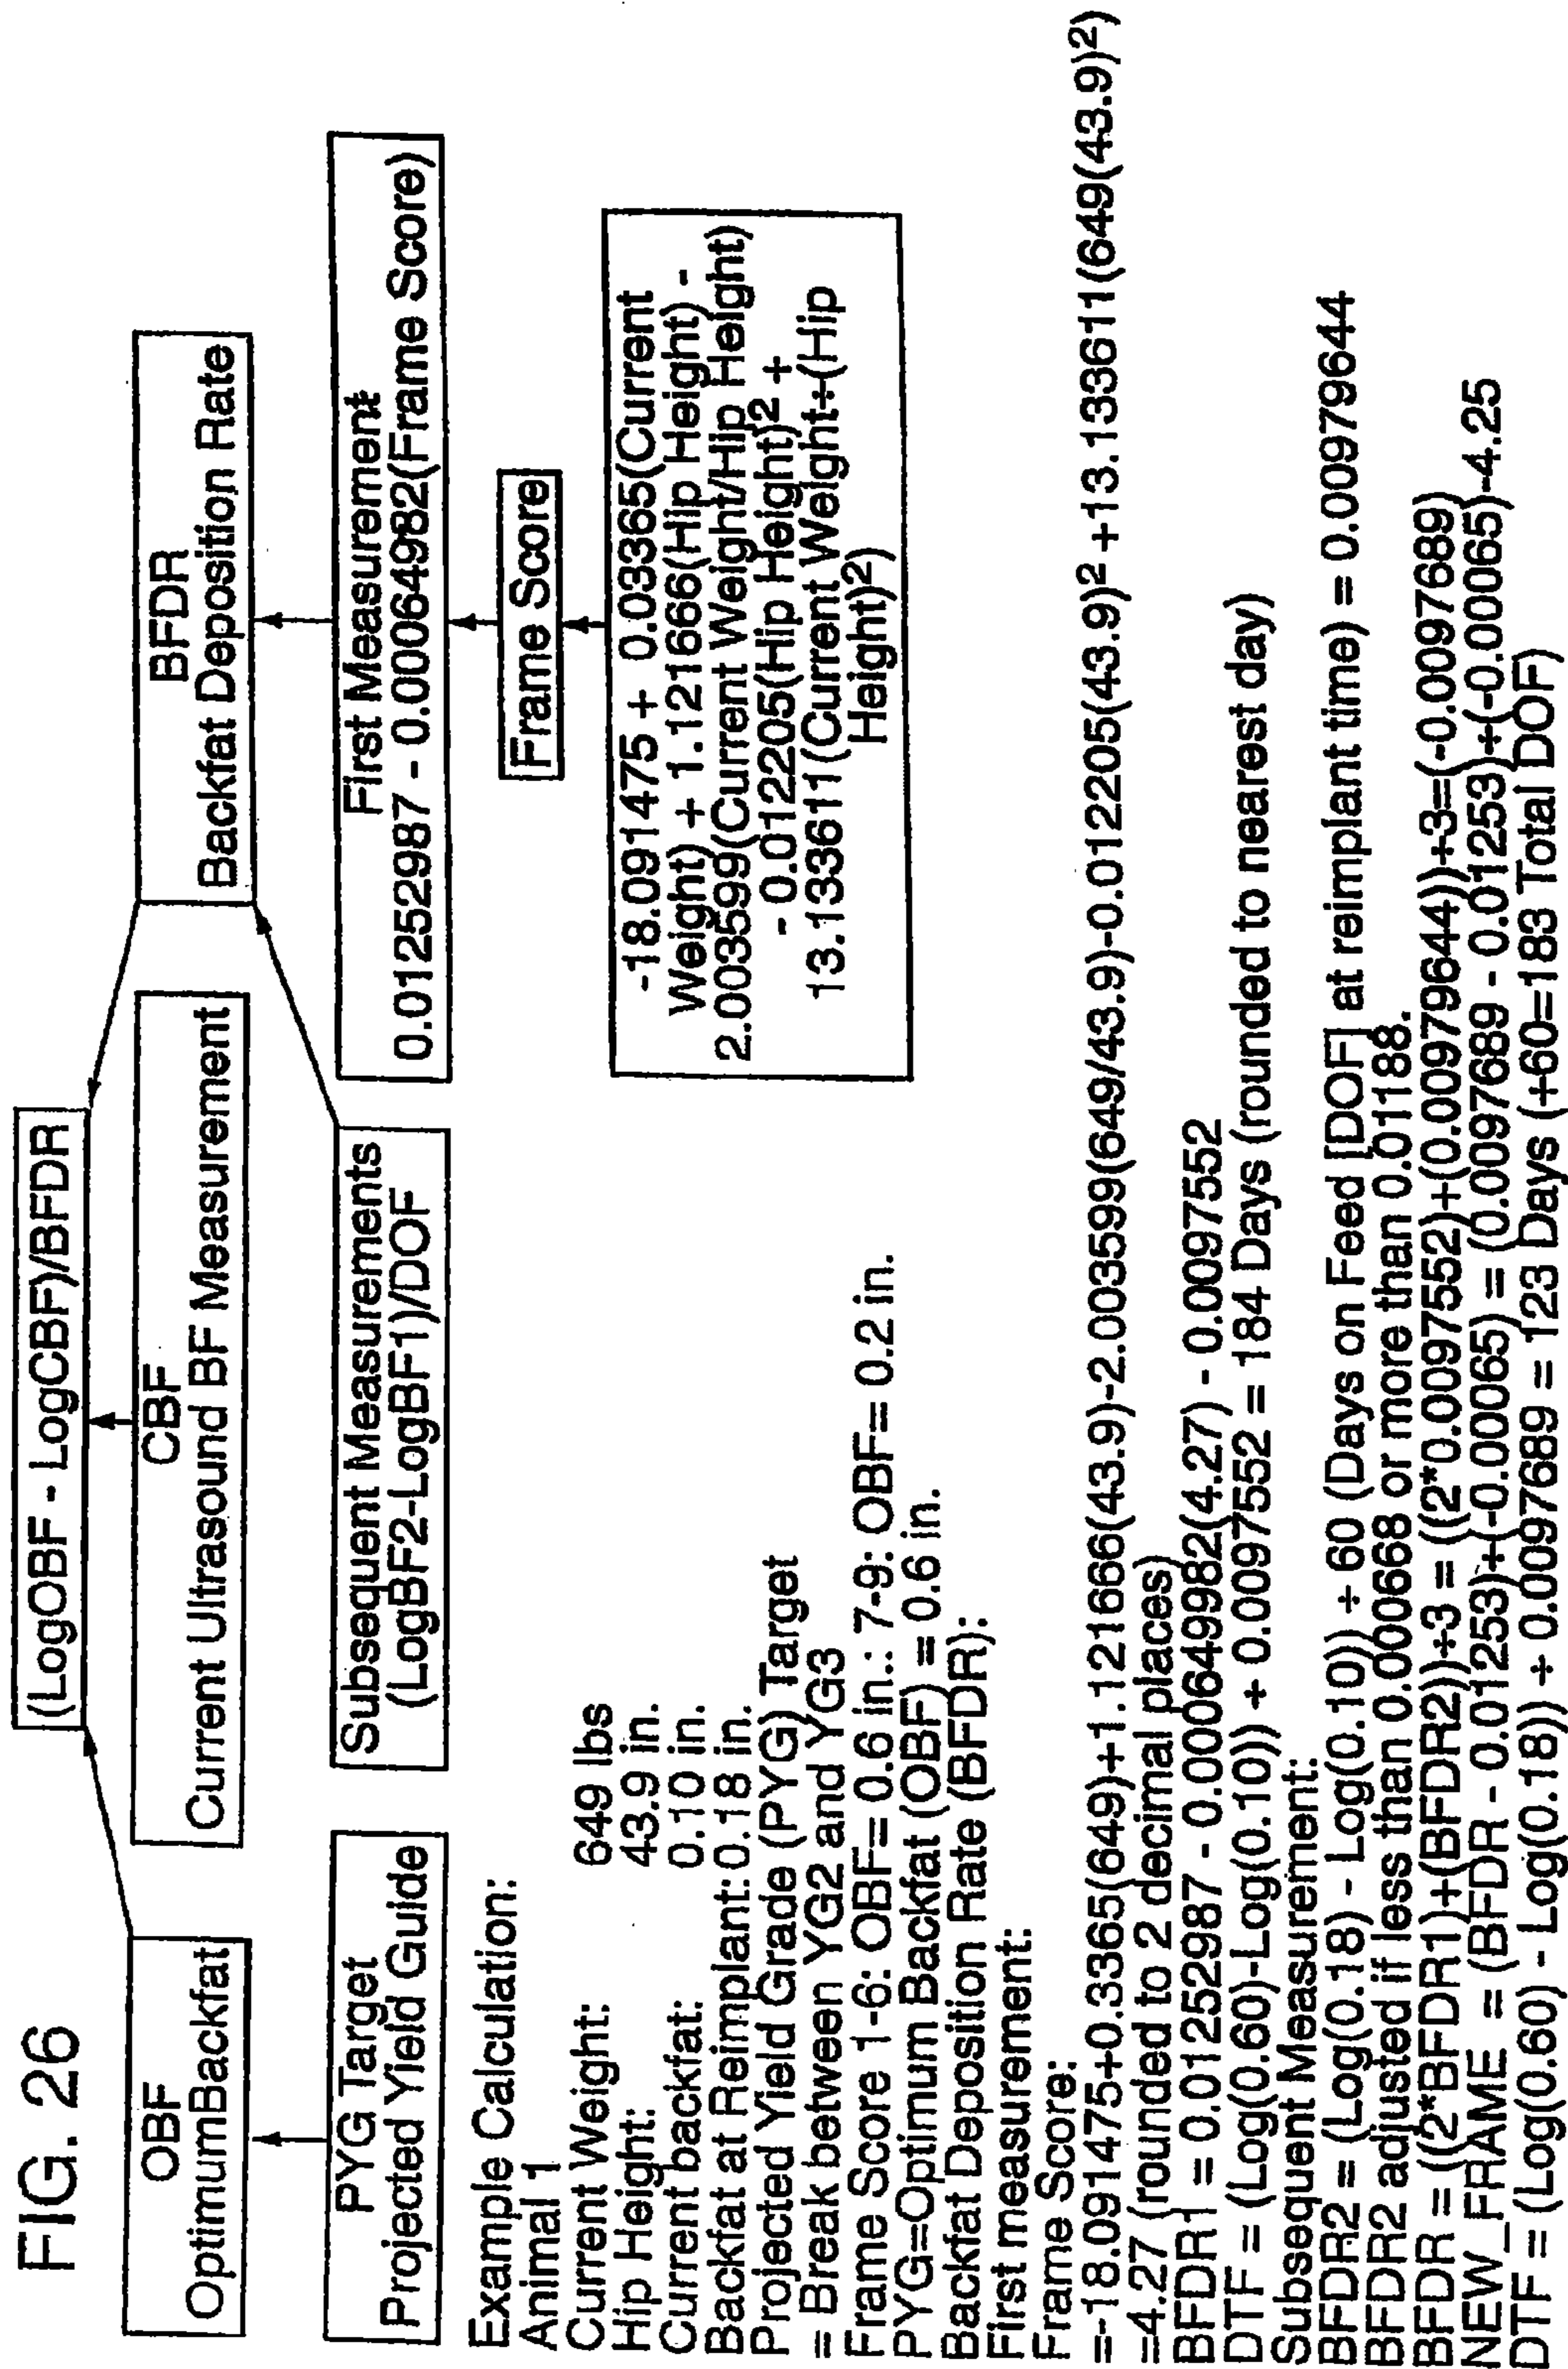 FIG. 26
(LogOBF - LogCBF)/BFDR
OBF
OptimumBackfat
CBF
Current Ultrasound BF Measurement
BFDR
Backfat Deposition Rate
PYG Target
Projected Yield Guide
Subsequent Measurements
(LogBF2-LogBF1)/DOF
First Measurement
0.01252987 - 0.00064982(Frame Score)
Frame Score
-18.091475 + 0.03365(Current
Weight) + 1.121666(Hip Height) -
2.003599(Current Weight/Hip Height)
- 0.012205(Hip Height)² +
13.133611(Current Weight÷(Hip
Height)²)
Example Calculation:
Animal 1
Current Weight: 649 lbs
Hip Height: 43.9 in.
Current backfat: 0.10 in.
Backfat at Reimplant: 0.18 in.
Projected Yield Grade (PYG) Target
= Break between YG2 and YG3
Frame Score 1-6: OBF= 0.6 in.: 7-9: OBF= 0.2 in.
PYG=Optimum Backfat (OBF) = 0.6 in.
Backfat Deposition Rate (BFDR):
First measurement:
Frame Score:
=-18.091475+0.3365(649)+1.121666(43.9)-2.003599(649/43.9)-0.012205(43.9)²+13.133611(649(43.9)²)
=4.27 (rounded to 2 decimal places)
BFDR1 = 0.01252987 - 0.00064982(4.27) - 0.0097552
DTF = (Log(0.60)-Log(0.10)) ÷ 0.0097552 = 184 Days (rounded to nearest day)
Subsequent Measurement:
BFDR2 = (Log(0.18) - Log(0.10)) ÷ 60 (Days on Feed [DOF] at reimplant time) = 0.00979644
BFDR2 adjusted if less than 0.000668 or more than 0.01188.
BFDR = ((2*BFDR1)+(BFDR2))÷3 = ((2*0.0097552)+(0.00979644))÷3=(-0.0097689)
NEW_FRAME = (BFDR - 0.01253)÷(-0.00065) = (0.0097689 - 0.01253)÷(-0.00065)-4.25
DTF = (Log(0.60) - Log(0.18)) ÷ 0.0097689 = 123 Days (+60=183 Total DOF)